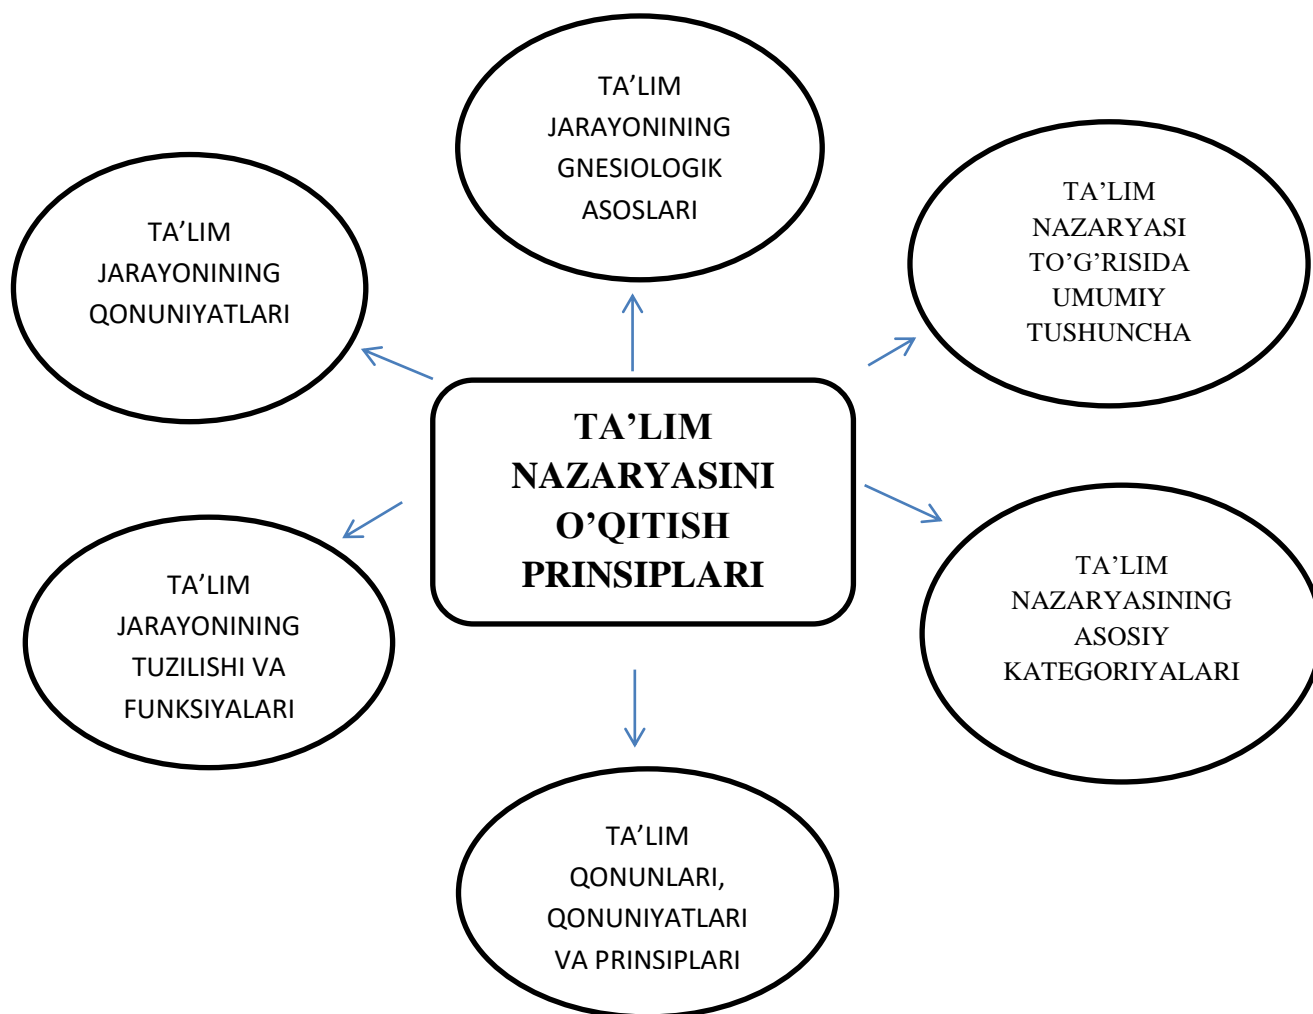 TA’LIM
JARAYONINING
GNESIOLOGIK
ASOSLARI
TA’LIM
JARAYONINING
QONUNIYATLARI
TA’LIM
NAZARYASI
TO’G’RISIDA
UMUMIY
TUSHUNCHA
TA’LIM
NAZARYASINI
O’QITISH
PRINSIPLARI
TA’LIM
JARAYONINING
TUZILISHI VA
FUNKSIYALARI
TA’LIM
NAZARYASINING
ASOSIY
KATEGORIYALARI
TA’LIM
QONUNLARI,
QONUNIYATLARI
VA PRINSIPLARI